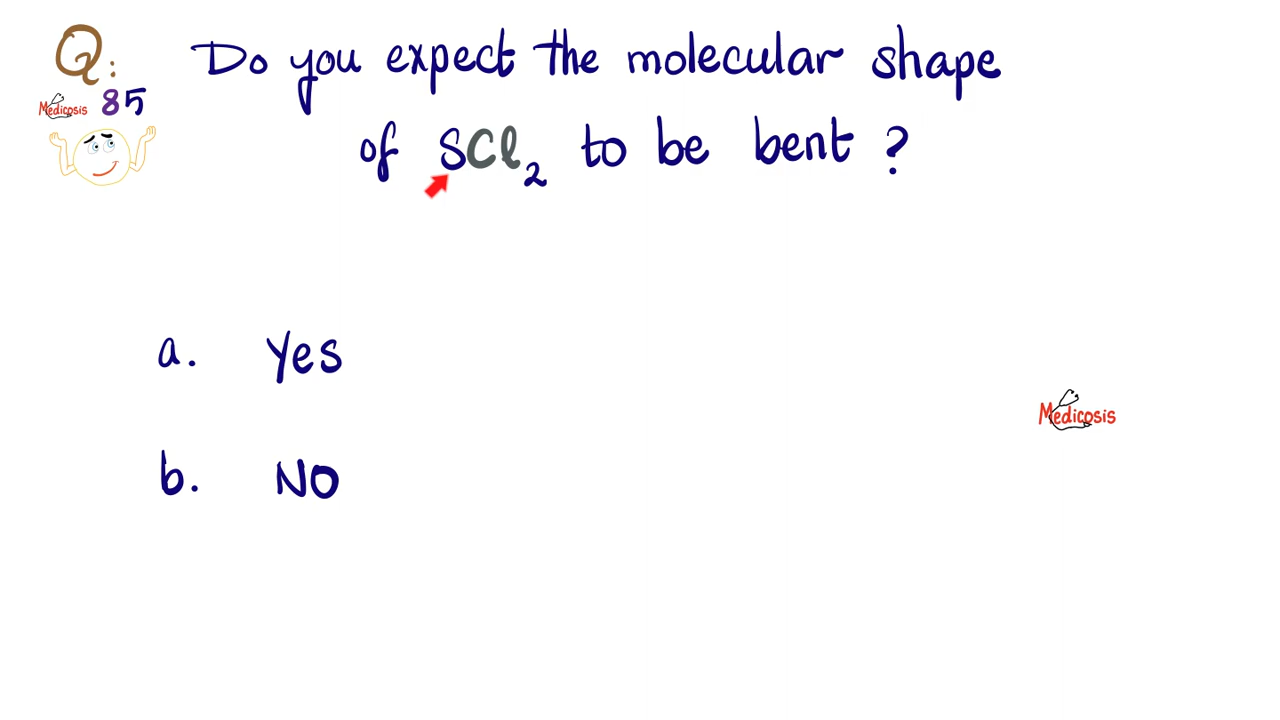 Q: Do you expect the molecular shape
Medicosis 85
of SCl₂ to be bent ?
a. Yes
Medicosis
b. NO